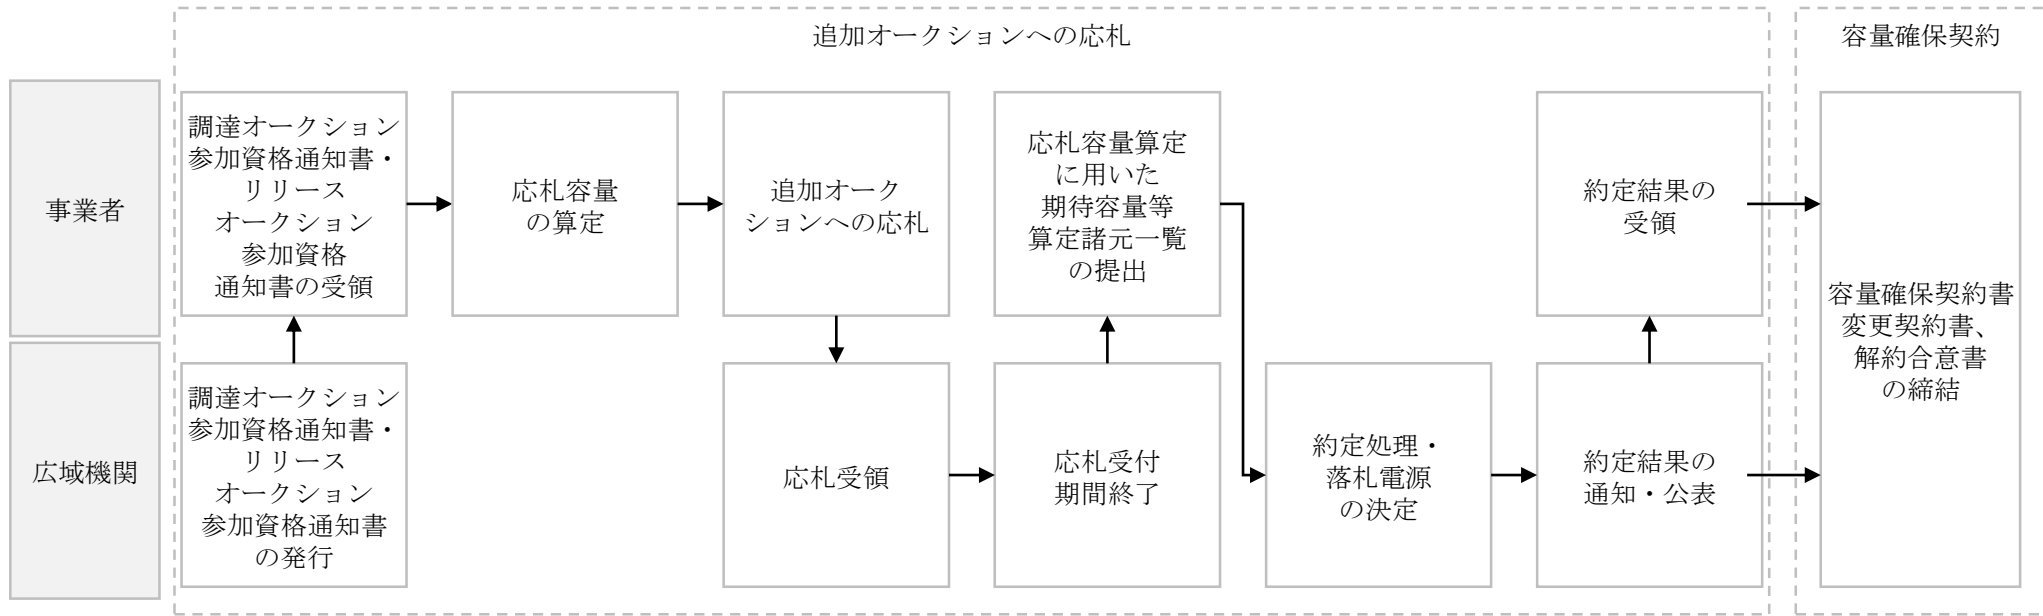 追加オークションへの応札
容量確保契約
事業者
調達オークション
参加資格通知書・
リリース
オークション
参加資格
通知書の受領
応札容量
の算定
追加オーク
ションへの応札
応札容量算定
に用いた
期待容量等
算定諸元一覧
の提出
約定結果の
受領
容量確保契約書
変更契約書、
解約合意書
の締結
広域機関
調達オークション
参加資格通知書・
リリース
オークション
参加資格通知書
の発行
応札受領
応札受付
期間終了
約定処理・
落札電源
の決定
約定結果の
通知・公表